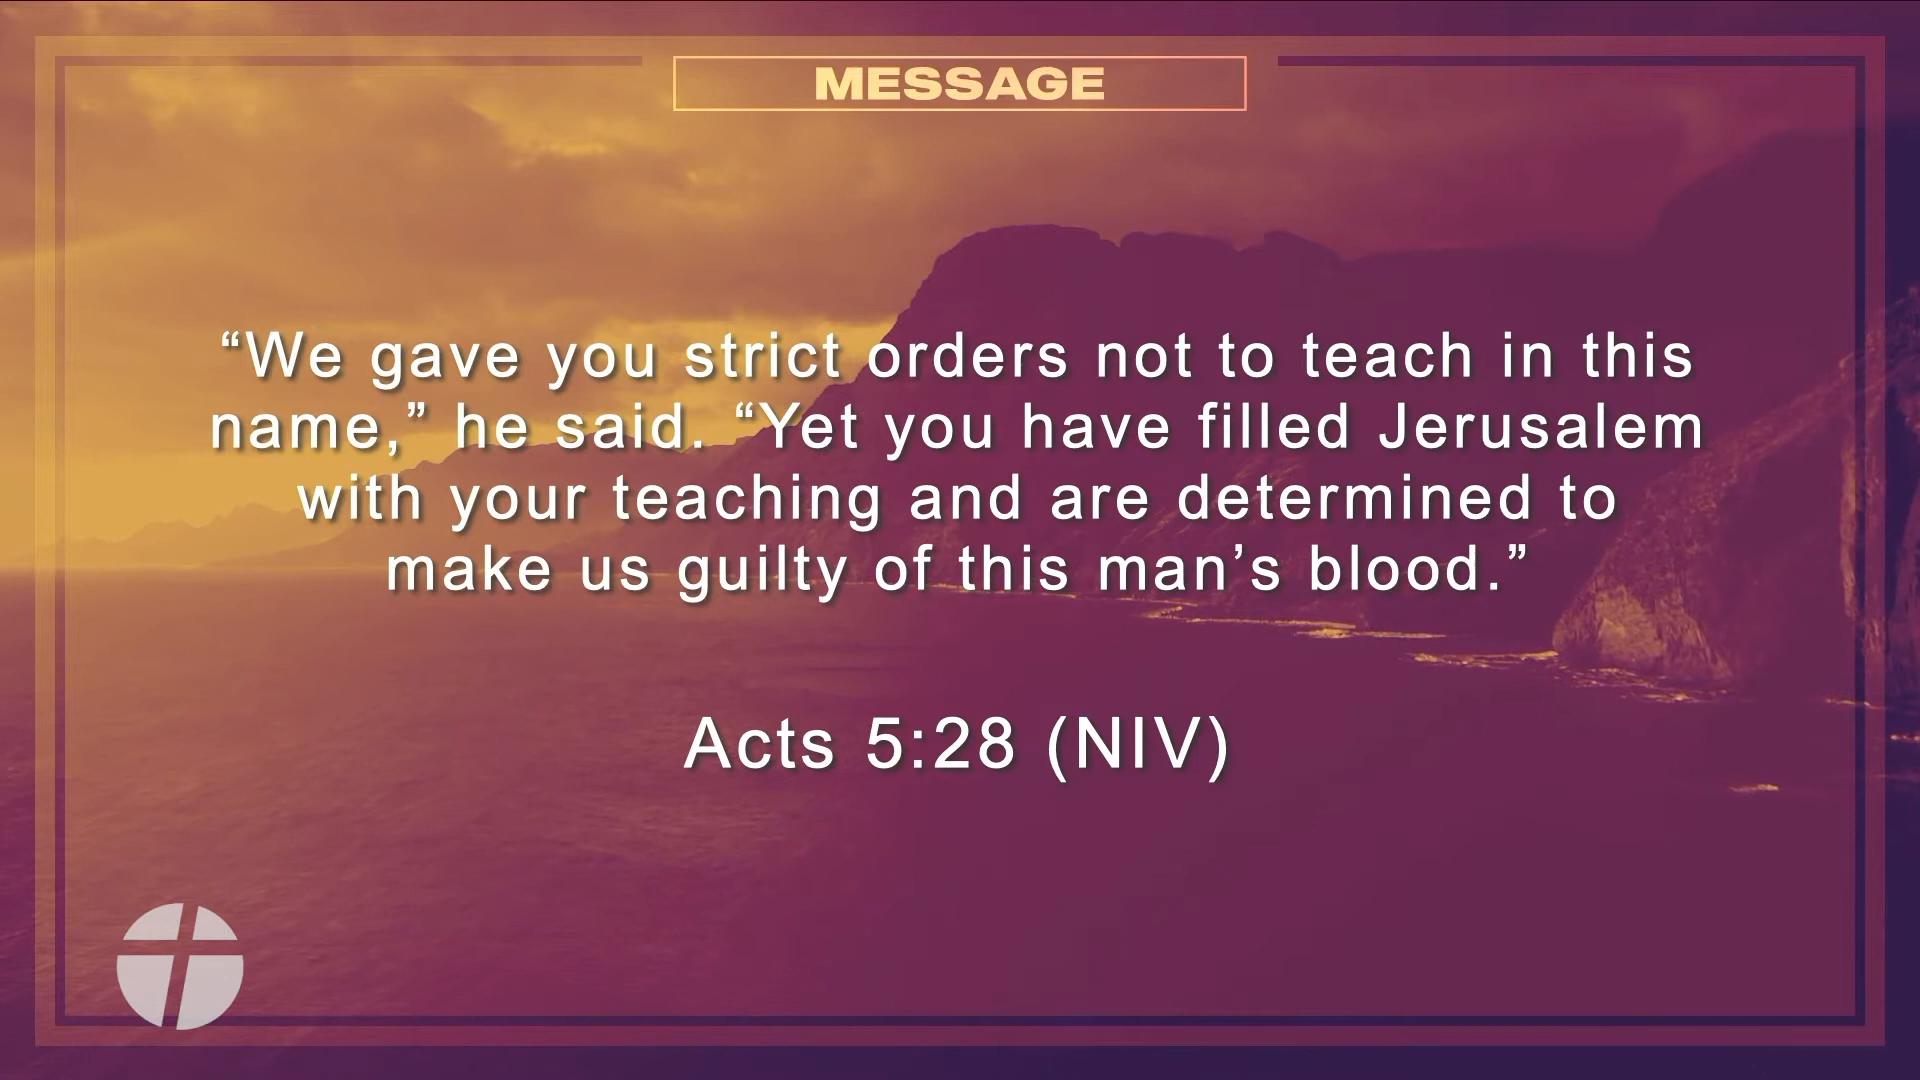 MESSAGE
“We gave you strict orders not to teach in this
name,” he said. “Yet you have filled Jerusalem
with your teaching and are determined to
make us guilty of this man’s blood.”
Acts 5:28 (NIV)